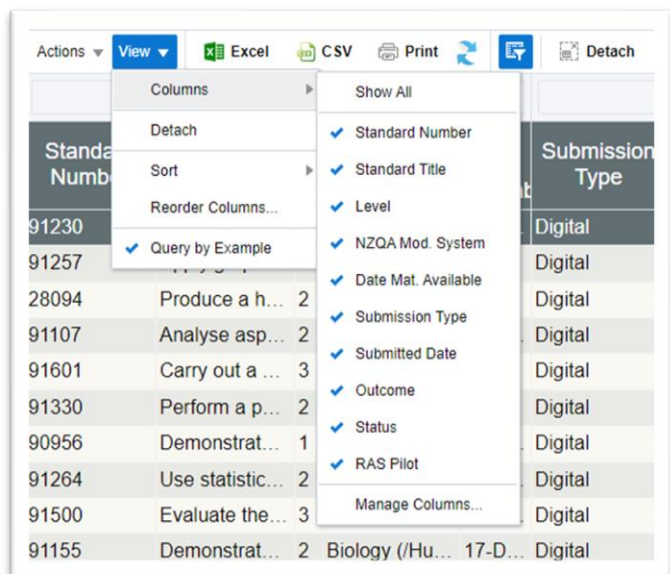 Actions View Excel CSV Print Detach
Columns
Detach
Sort
Reorder Columns...
Query by Example
Show All
Standard Number
Standard Title
Level
NZQA Mod. System
Date Mat. Available
Submission Type
Submitted Date
Outcome
Status
RAS Pilot
Manage Columns...
Submission
Type
91230 Digital
91257 Digital
28094 Produce a h... 2 Digital
91107 Analyse asp... 2 Digital
91601 Carry out a ... 3 Digital
91330 Perform a p... 2 Digital
90956 Demonstrat... 1 Digital
91264 Use statistic... 2 Digital
91500 Evaluate the... 3 Digital
91155 Demonstrat... 2 Biology (/Hu... 17-D... Digital